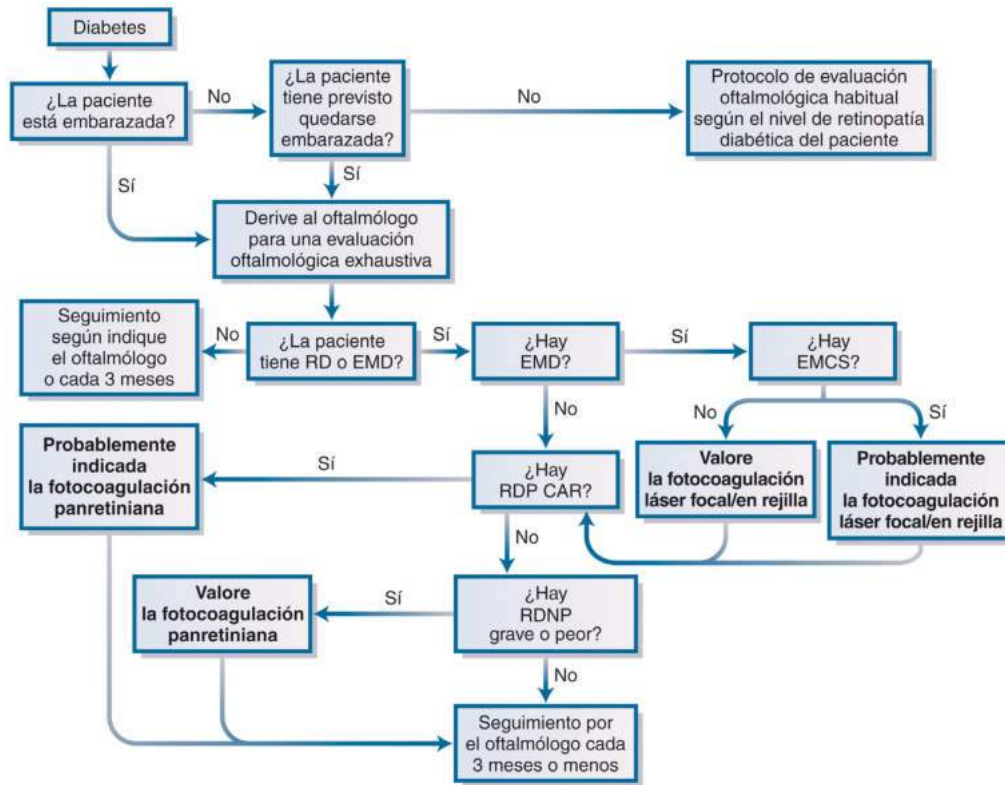 Diabetes
¿La paciente
está embarazada?
No
¿La paciente
tiene previsto
quedarse
embarazada?
No
Protocolo de evaluación
oftalmológica habitual
según el nivel de retinopatía
diabética del paciente
Sí
Sí
Derive al oftalmólogo
para una evaluación
oftalmológica exhaustiva
Seguimiento
según indique
el oftalmólogo
o cada 3 meses
No
¿La paciente
tiene RD o EMD?
Sí
¿Hay
EMD?
Sí
¿Hay
EMCS?
No
No
Sí
Probablemente
indicada
la fotocoagulación
panretiniana
Sí
¿Hay
RDP CAR?
Valore
la fotocoagulación
láser focal/en rejilla
Probablemente
indicada
la fotocoagulación
láser focal/en rejilla
No
Valore
la fotocoagulación
panretiniana
Sí
¿Hay
RDNP
grave o peor?
No
Seguimiento por
el oftalmólogo cada
3 meses o menos